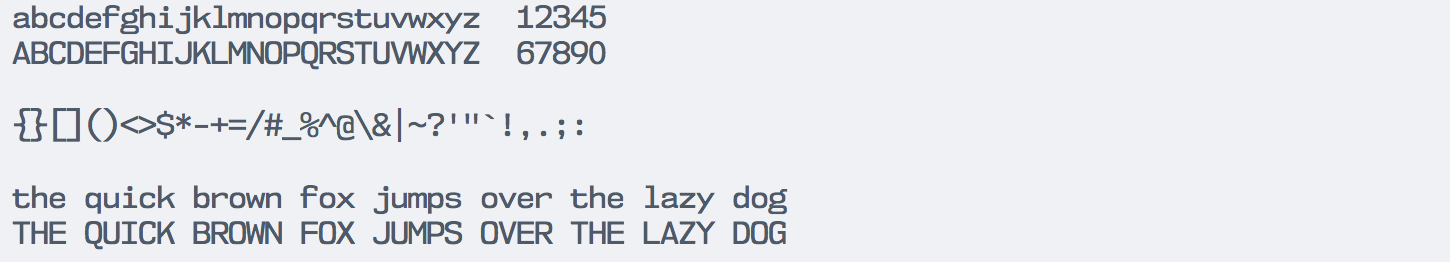 abcdefghijklmnopqrstuvwxyz  12345
ABCDEFGHIJKLMNOPQRSTUVWXYZ  67890
{}[]()<>$*-+=/#_%^@\&|~?'"`!,.;:
the quick brown fox jumps over the lazy dog
THE QUICK BROWN FOX JUMPS OVER THE LAZY DOG